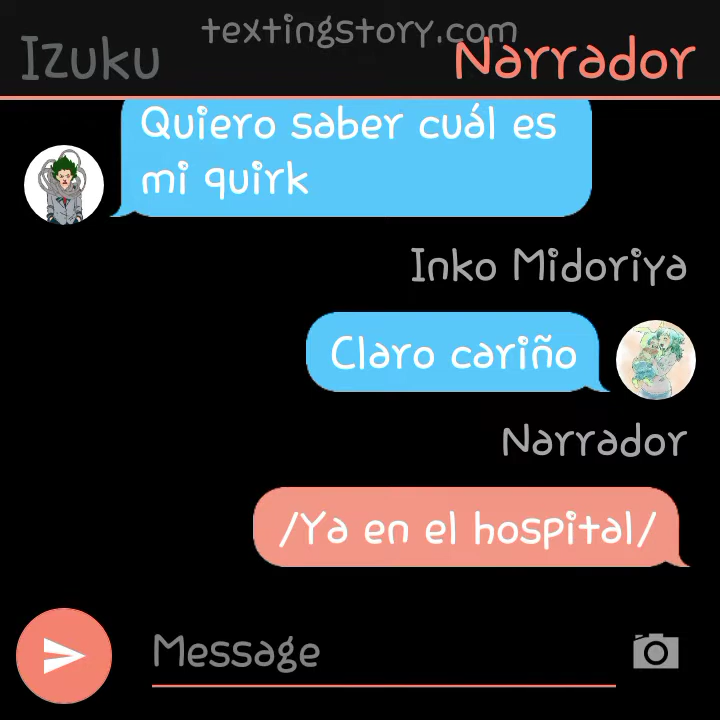 textingstory.com
Izuku
Narrador
Quiero saber cuál es
mi quirk
Inko Midoriya
Claro cariño
Narrador
/Ya en el hospital/
Message